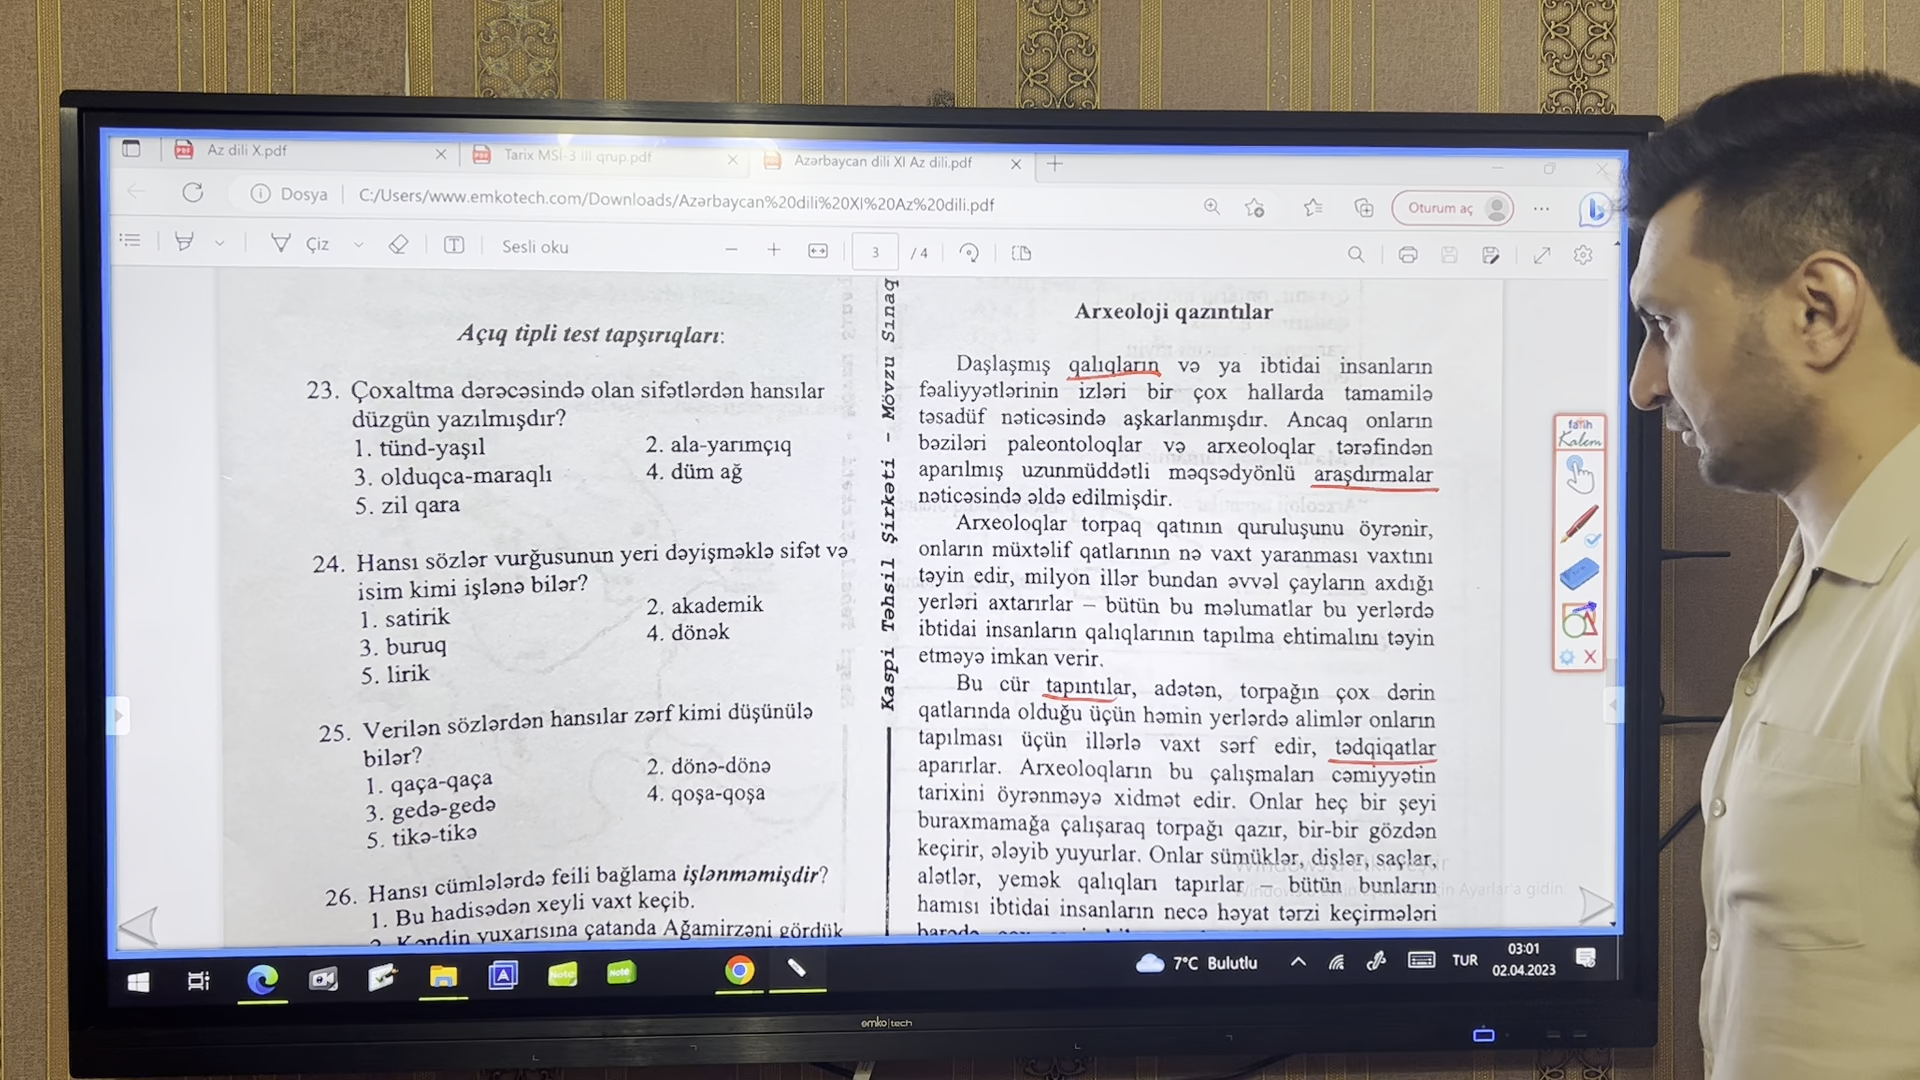 Az dili X.pdf
Tarix MSİ-3 III qrup.pdf
Azərbaycan dili XI Az dili.pdf
Dosya
C:/Users/www.emkotech.com/Downloads/Azərbaycan%20dili%20XI%20Az%20dili.pdf
Oturum aç
Çiz
Sesli oku
3
/ 4
Açıq tipli test tapşırıqları:
23. Çoxaltma dərəcəsində olan sifətlərdən hansılar
düzgün yazılmışdır?
1. tünd-yaşıl
2. ala-yarımçıq
3. olduqca-maraqlı
4. düm ağ
5. zil qara
24. Hansı sözlər vurğusunun yeri dəyişməklə sifət və
isim kimi işlənə bilər?
1. satirik
2. akademik
3. buruq
4. dönək
5. lirik
25. Verilən sözlərdən hansılar zərf kimi düşünülə
bilər?
1. qaça-qaça
2. dönə-dönə
3. gedə-gedə
4. qoşa-qoşa
5. tikə-tikə
26. Hansı cümlələrdə feili bağlama işlənməmişdir?
1. Bu hadisədən xeyli vaxt keçib.
2. Kəndin yuxarısına çatanda Ağamirzəni gördük
Kaspi Təhsil Şirkəti - Mövzu Sınaq
Arxeoloji qazıntılar
Daşlaşmış qalıqların və ya ibtidai insanların
fəaliyyətlərinin izləri bir çox hallarda tamamilə
təsadüf nəticəsində aşkarlanmışdır. Ancaq onların
bəziləri paleontoloqlar və arxeoloqlar tərəfindən
aparılmış uzunmüddətli məqsədyönlü araşdırmalar
nəticəsində əldə edilmişdir.
Arxeoloqlar torpaq qatının quruluşunu öyrənir,
onların müxtəlif qatlarının nə vaxt yaranması vaxtını
təyin edir, milyon illər bundan əvvəl çayların axdığı
yerləri axtarırlar – bütün bu məlumatlar bu yerlərdə
ibtidai insanların qalıqlarının tapılma ehtimalını təyin
etməyə imkan verir.
Bu cür tapıntılar, adətən, torpağın çox dərin
qatlarında olduğu üçün həmin yerlərdə alimlər onların
tapılması üçün illərlə vaxt sərf edir, tədqiqatlar
aparırlar. Arxeoloqların bu çalışmaları cəmiyyətin
tarixini öyrənməyə xidmət edir. Onlar heç bir şeyi
buraxmamağa çalışaraq torpağı qazır, bir-bir gözdən
keçirir, ələyib yuyurlar. Onlar sümüklər, dişlər, saçlar,
alətlər, yemək qalıqları tapırlar – bütün bunların
hamısı ibtidai insanların necə həyat tərzi keçirmələri
fatih
Kalem
7°C Bulutlu
TUR
03:01
02.04.2023
emko|tech